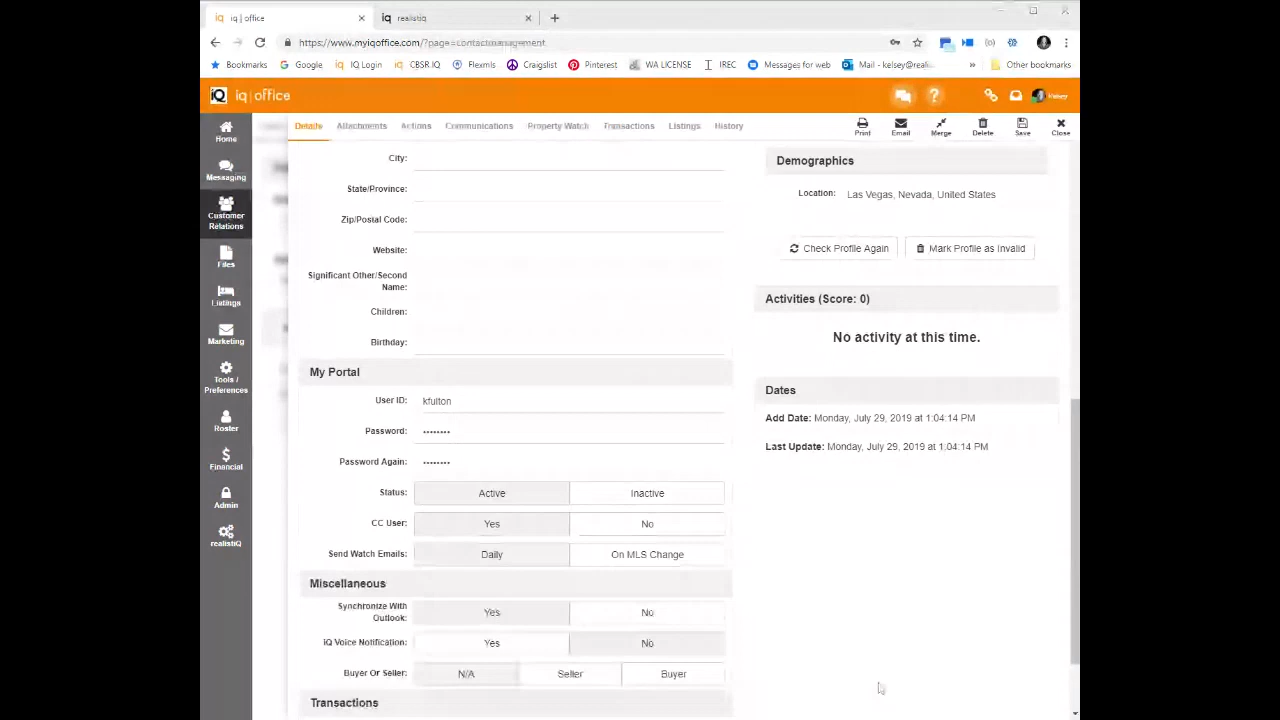 iq | office
realistiq
https://www.myiqoffice.com/?page=contactmanagement
Bookmarks Google IQ Login CBSR.IQ Flexmls Craigslist Pinterest WA LICENSE IREC Messages for web Mail - kelsey@reali... » Other bookmarks
iQ iq|office
? Kelsey
Details Attachments Actions Communications Property Watch Transactions Listings History
Print Email Merge Delete Save Close
Home
Messaging
Customer
Relations
Files
Listings
Marketing
Tools /
Preferences
Roster
Financial
Admin
realistiQ
City:
State/Province:
Zip/Postal Code:
Website:
Significant Other/Second
Name:
Children:
Birthday:
My Portal
User ID: kfulton
Password: ••••••••
Password Again: ••••••••
Status: Active Inactive
CC User: Yes No
Send Watch Emails: Daily On MLS Change
Miscellaneous
Synchronize With
Outlook: Yes No
iQ Voice Notification: Yes No
Buyer Or Seller: N/A Seller Buyer
Transactions
Demographics
Location: Las Vegas, Nevada, United States
Check Profile Again Mark Profile as Invalid
Activities (Score: 0)
No activity at this time.
Dates
Add Date: Monday, July 29, 2019 at 1:04:14 PM
Last Update: Monday, July 29, 2019 at 1:04:14 PM